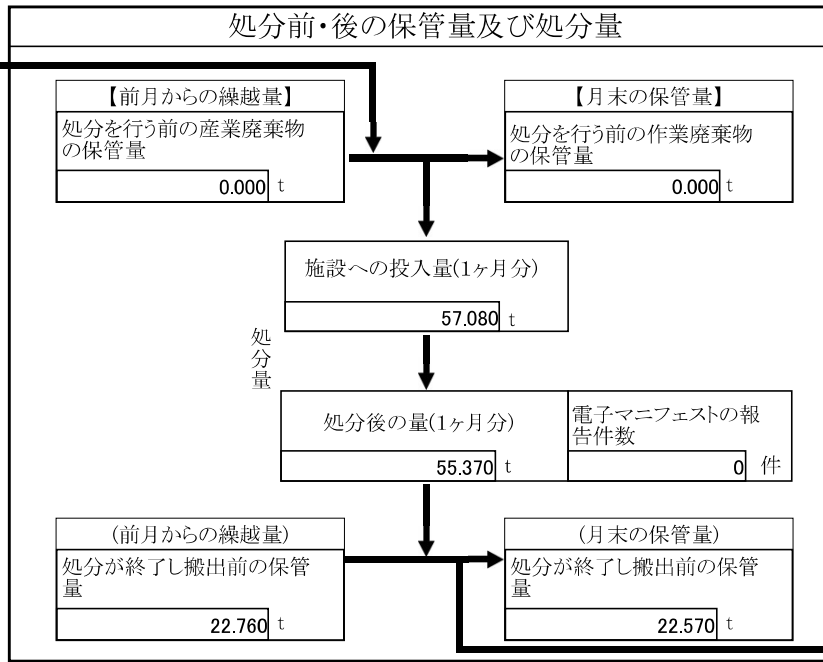 処分前・後の保管量及び処分量
【前月からの繰越量】
処分を行う前の産業廃棄物
の保管量
0.000 t
【月末の保管量】
処分を行う前の作業廃棄物
の保管量
0.000 t
施設への投入量(1ヶ月分)
57.080 t
処分量
処分後の量(1ヶ月分)
55.370 t
電子マニフェストの報
告件数
0 件
(前月からの繰越量)
処分が終了し搬出前の保管
量
22.760 t
(月末の保管量)
処分が終了し搬出前の保管
量
22.570 t